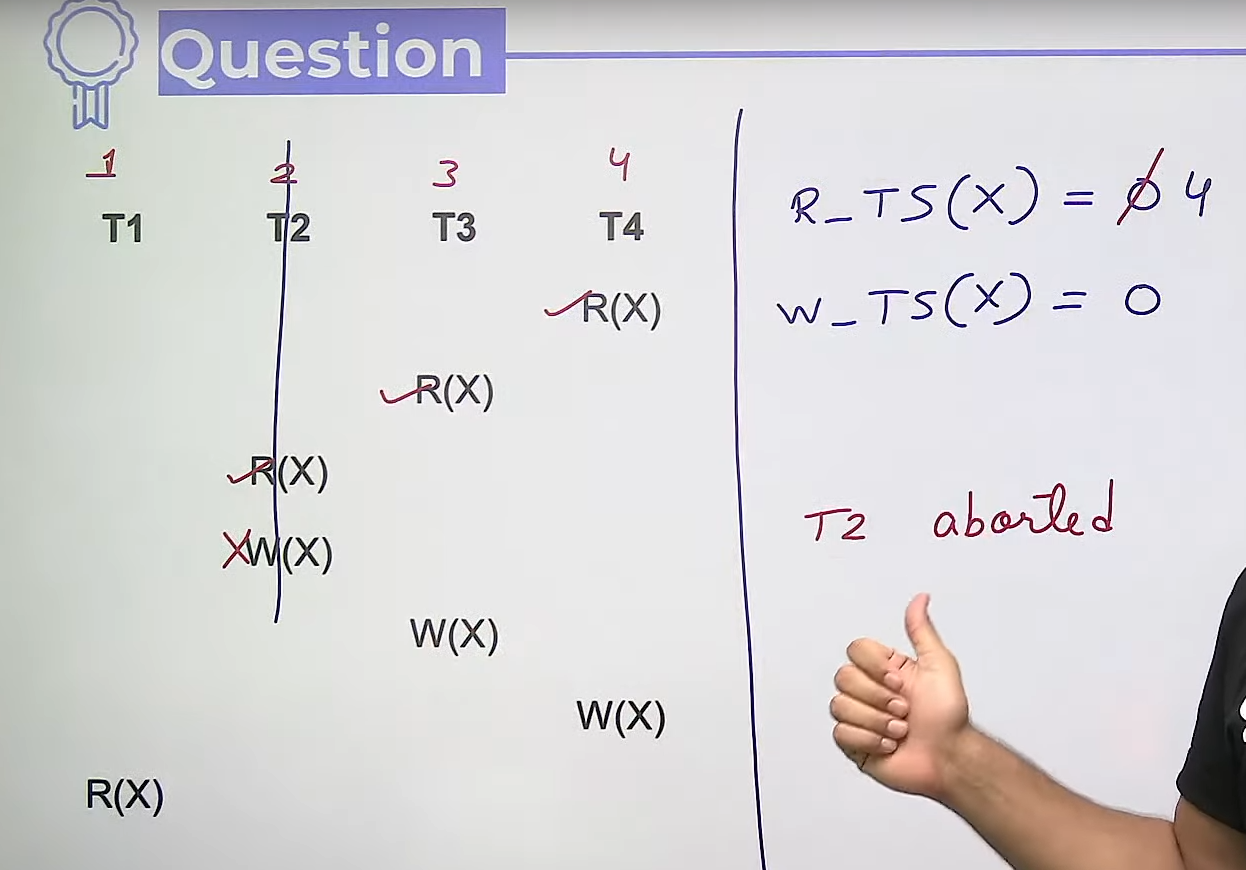 Question
1 2 3 4
T1 T2 T3 T4
R(X)
R(X)
R(X)
W(X)
W(X)
W(X)
R(X)
R_TS(X) = 0 4
W_TS(X) = 0
T2 aborted